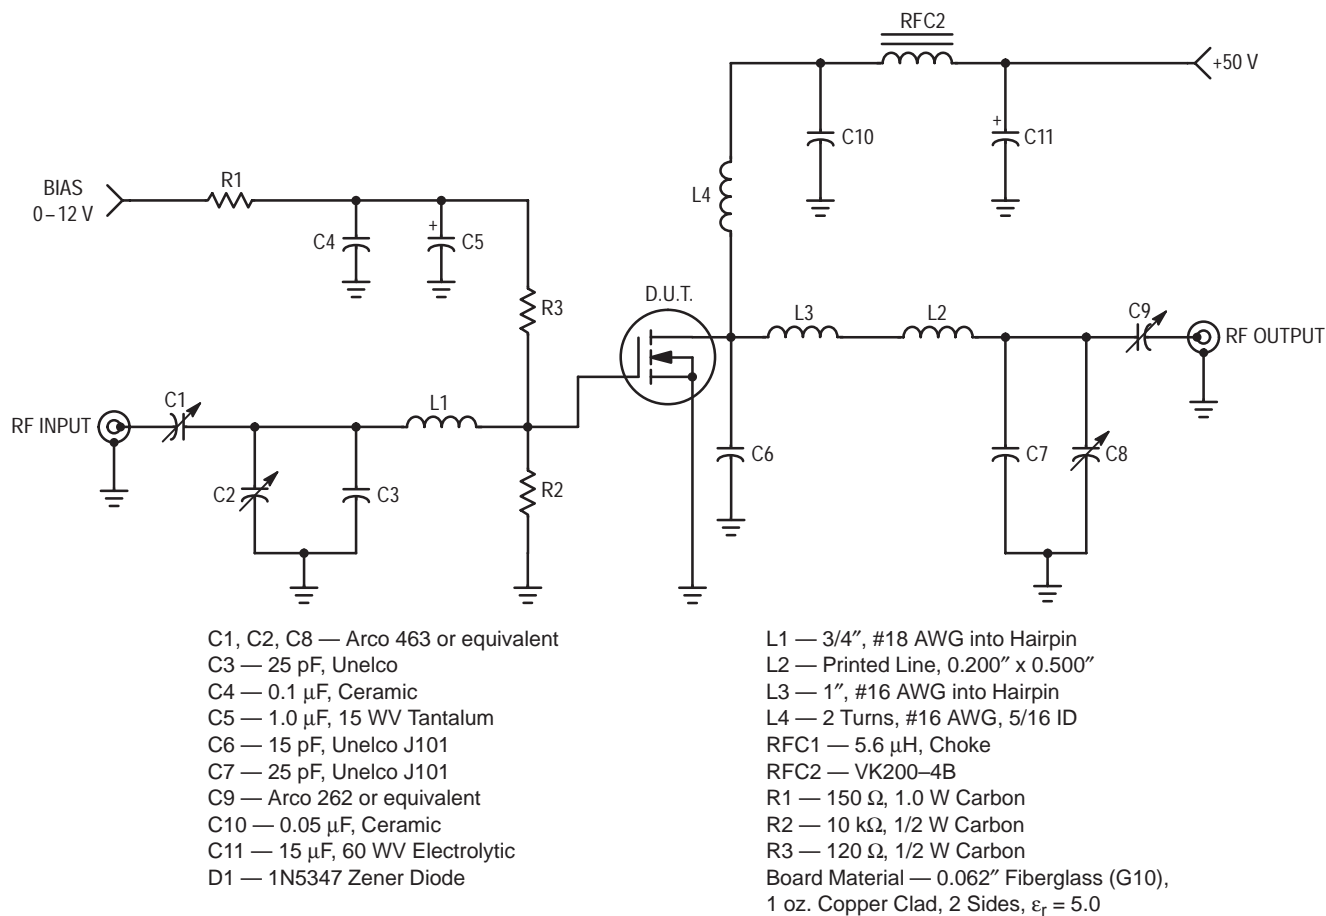 RFC2
+50 V
C10
+
C11
BIAS
0–12 V
R1
L4
C4
+
C5
R3
D.U.T.
L3
L2
C9
RF OUTPUT
RF INPUT
C1
L1
C2
C3
R2
C6
C7
C8
C1, C2, C8 — Arco 463 or equivalent
C3 — 25 pF, Unelco
C4 — 0.1 μF, Ceramic
C5 — 1.0 μF, 15 WV Tantalum
C6 — 15 pF, Unelco J101
C7 — 25 pF, Unelco J101
C9 — Arco 262 or equivalent
C10 — 0.05 μF, Ceramic
C11 — 15 μF, 60 WV Electrolytic
D1 — 1N5347 Zener Diode
L1 — 3/4″, #18 AWG into Hairpin
L2 — Printed Line, 0.200″ x 0.500″
L3 — 1″, #16 AWG into Hairpin
L4 — 2 Turns, #16 AWG, 5/16 ID
RFC1 — 5.6 μH, Choke
RFC2 — VK200–4B
R1 — 150 Ω, 1.0 W Carbon
R2 — 10 kΩ, 1/2 W Carbon
R3 — 120 Ω, 1/2 W Carbon
Board Material — 0.062″ Fiberglass (G10),
1 oz. Copper Clad, 2 Sides, εr = 5.0